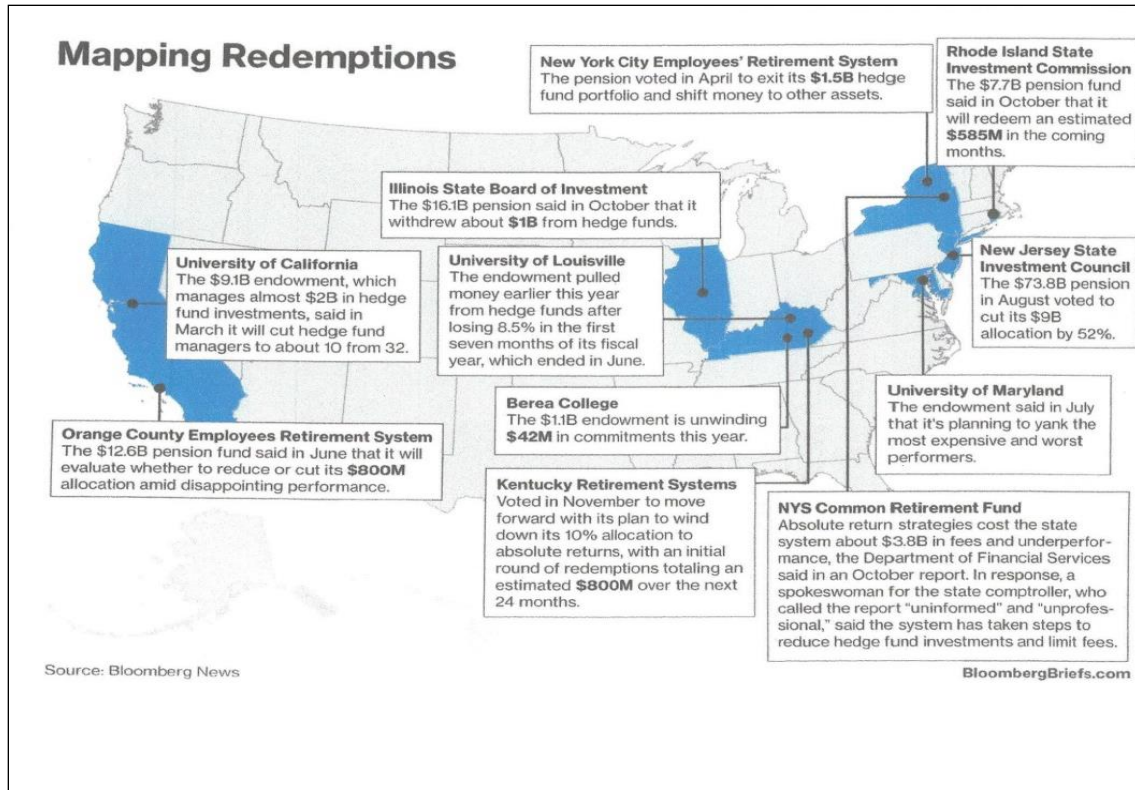 Mapping Redemptions
New York City Employees' Retirement System
The pension voted in April to exit its $1.5B hedge
fund portfolio and shift money to other assets.
Rhode Island State
Investment Commission
The $7.7B pension fund
said in October that it
will redeem an estimated
$585M in the coming
months.
Illinois State Board of Investment
The $16.1B pension said in October that it
withdrew about $1B from hedge funds.
University of California
The $9.1B endowment, which
manages almost $2B in hedge
fund investments, said in
March it will cut hedge fund
managers to about 10 from 32.
University of Louisville
The endowment pulled
money earlier this year
from hedge funds after
losing 8.5% in the first
seven months of its fiscal
year, which ended in June.
New Jersey State
Investment Council
The $73.8B pension
in August voted to
cut its $9B
allocation by 52%.
Berea College
The $1.1B endowment is unwinding
$42M in commitments this year.
University of Maryland
The endowment said in July
that it's planning to yank the
most expensive and worst
performers.
Orange County Employees Retirement System
The $12.6B pension fund said in June that it will
evaluate whether to reduce or cut its $800M
allocation amid disappointing performance.
Kentucky Retirement Systems
Voted in November to move
forward with its plan to wind
down its 10% allocation to
absolute returns, with an initial
round of redemptions totaling an
estimated $800M over the next
24 months.
NYS Common Retirement Fund
Absolute return strategies cost the state
system about $3.8B in fees and underperfor-
mance, the Department of Financial Services
said in an October report. In response, a
spokeswoman for the state comptroller, who
called the report "uninformed" and "unprofes-
sional," said the system has taken steps to
reduce hedge fund investments and limit fees.
Source: Bloomberg News
BloombergBriefs.com